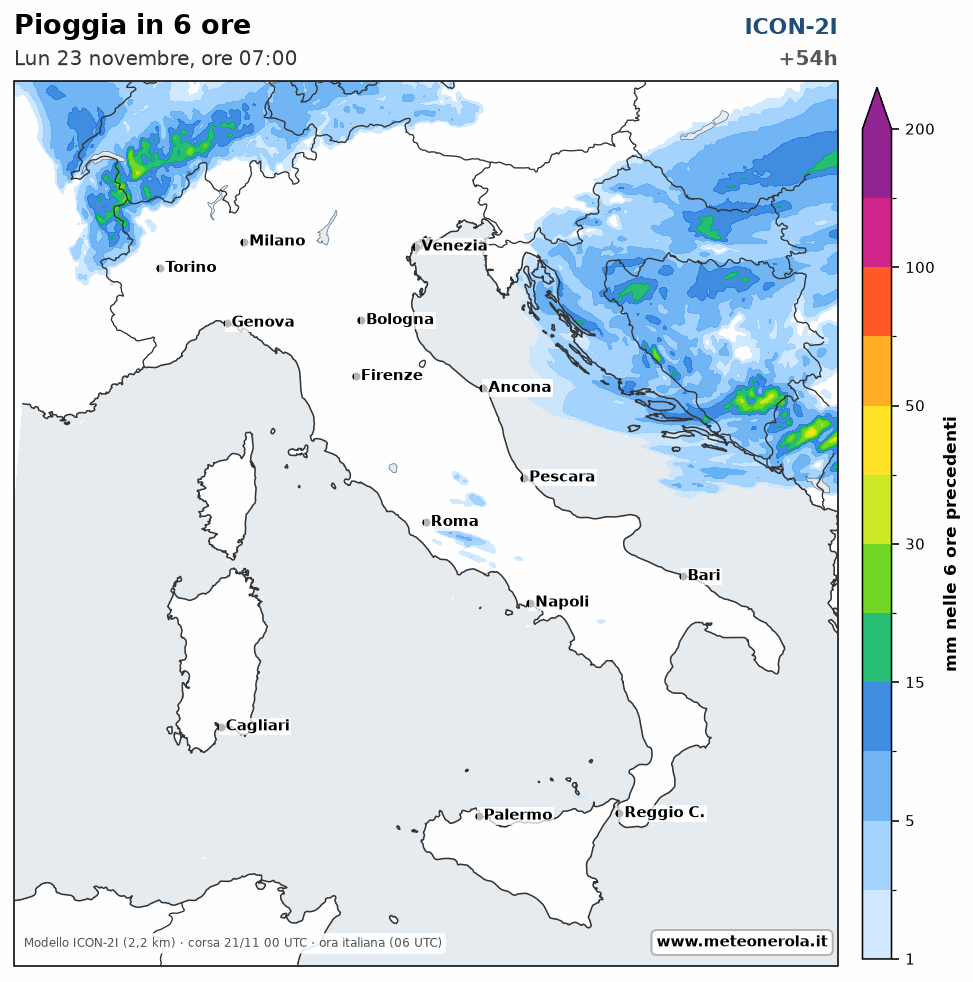 Pioggia in 6 ore
ICON-2I
Lun 23 novembre, ore 07:00
+54h
200
Milano
Venezia
Torino
100
Genova
Bologna
Firenze
Ancona
50
Pescara
Roma
30
mm nelle 6 ore precedenti
Bari
Napoli
15
Cagliari
Palermo
Reggio C.
5
Modello ICON-2I (2,2 km) · corsa 21/11 00 UTC · ora italiana (06 UTC)
www.meteonerola.it
1